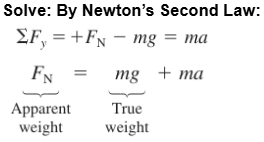 Solve: By Newton's Second Law:
ΣF_y = +F_N − mg = ma
F_N = mg + ma
Apparent weight True weight